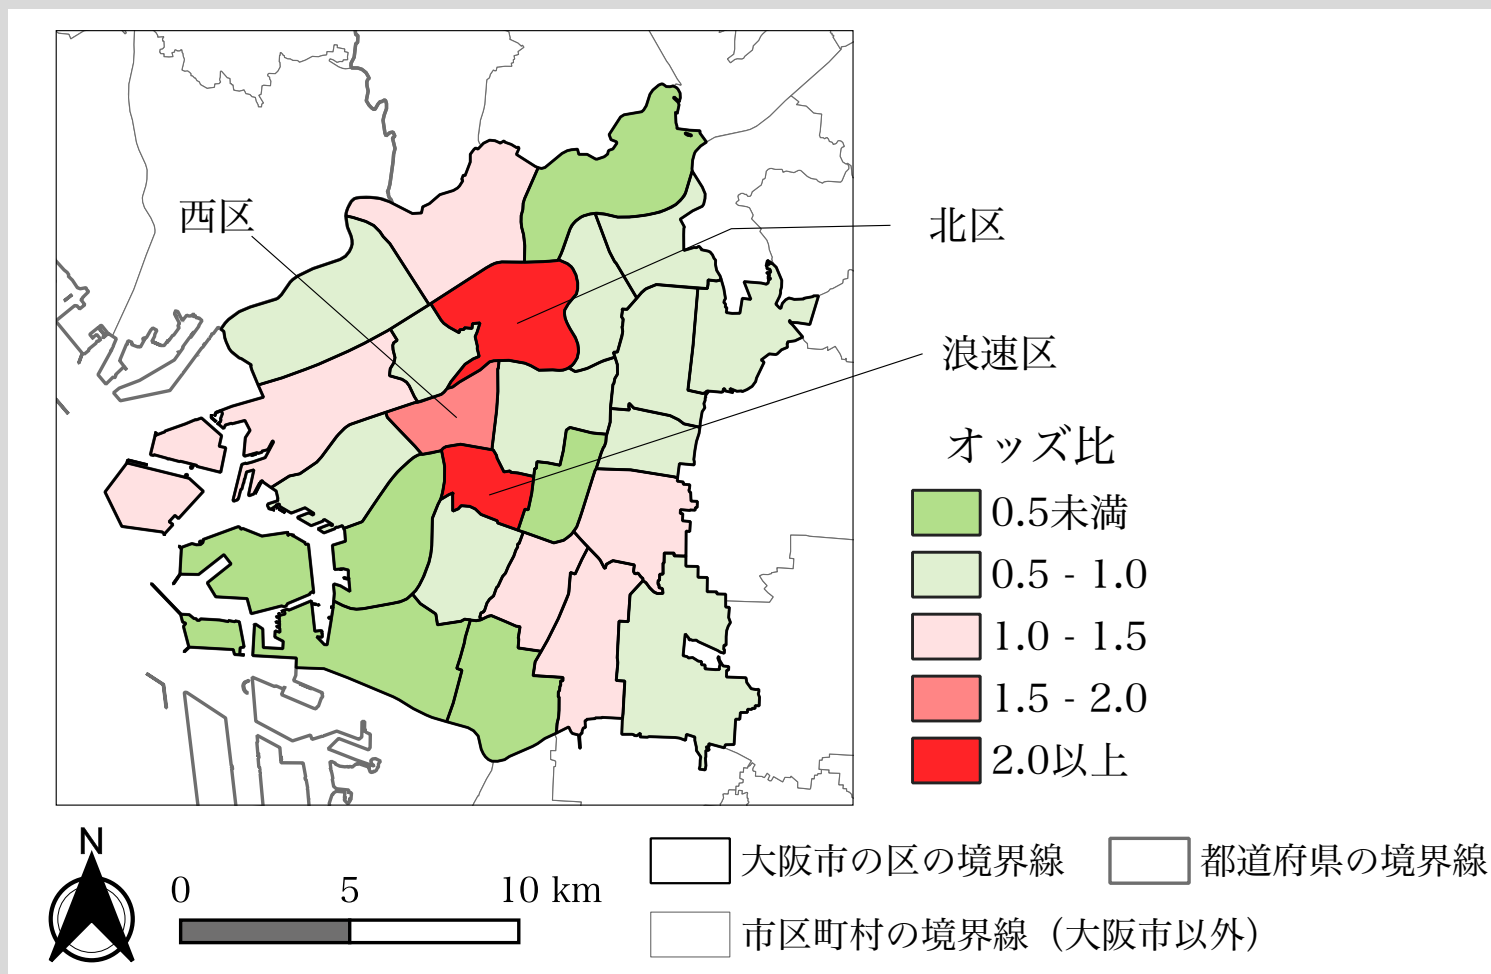 西区
北区
浪速区
オッズ比
0.5未満
0.5 - 1.0
1.0 - 1.5
1.5 - 2.0
2.0以上
N
0 5 10 km
大阪市の区の境界線
都道府県の境界線
市区町村の境界線（大阪市以外）